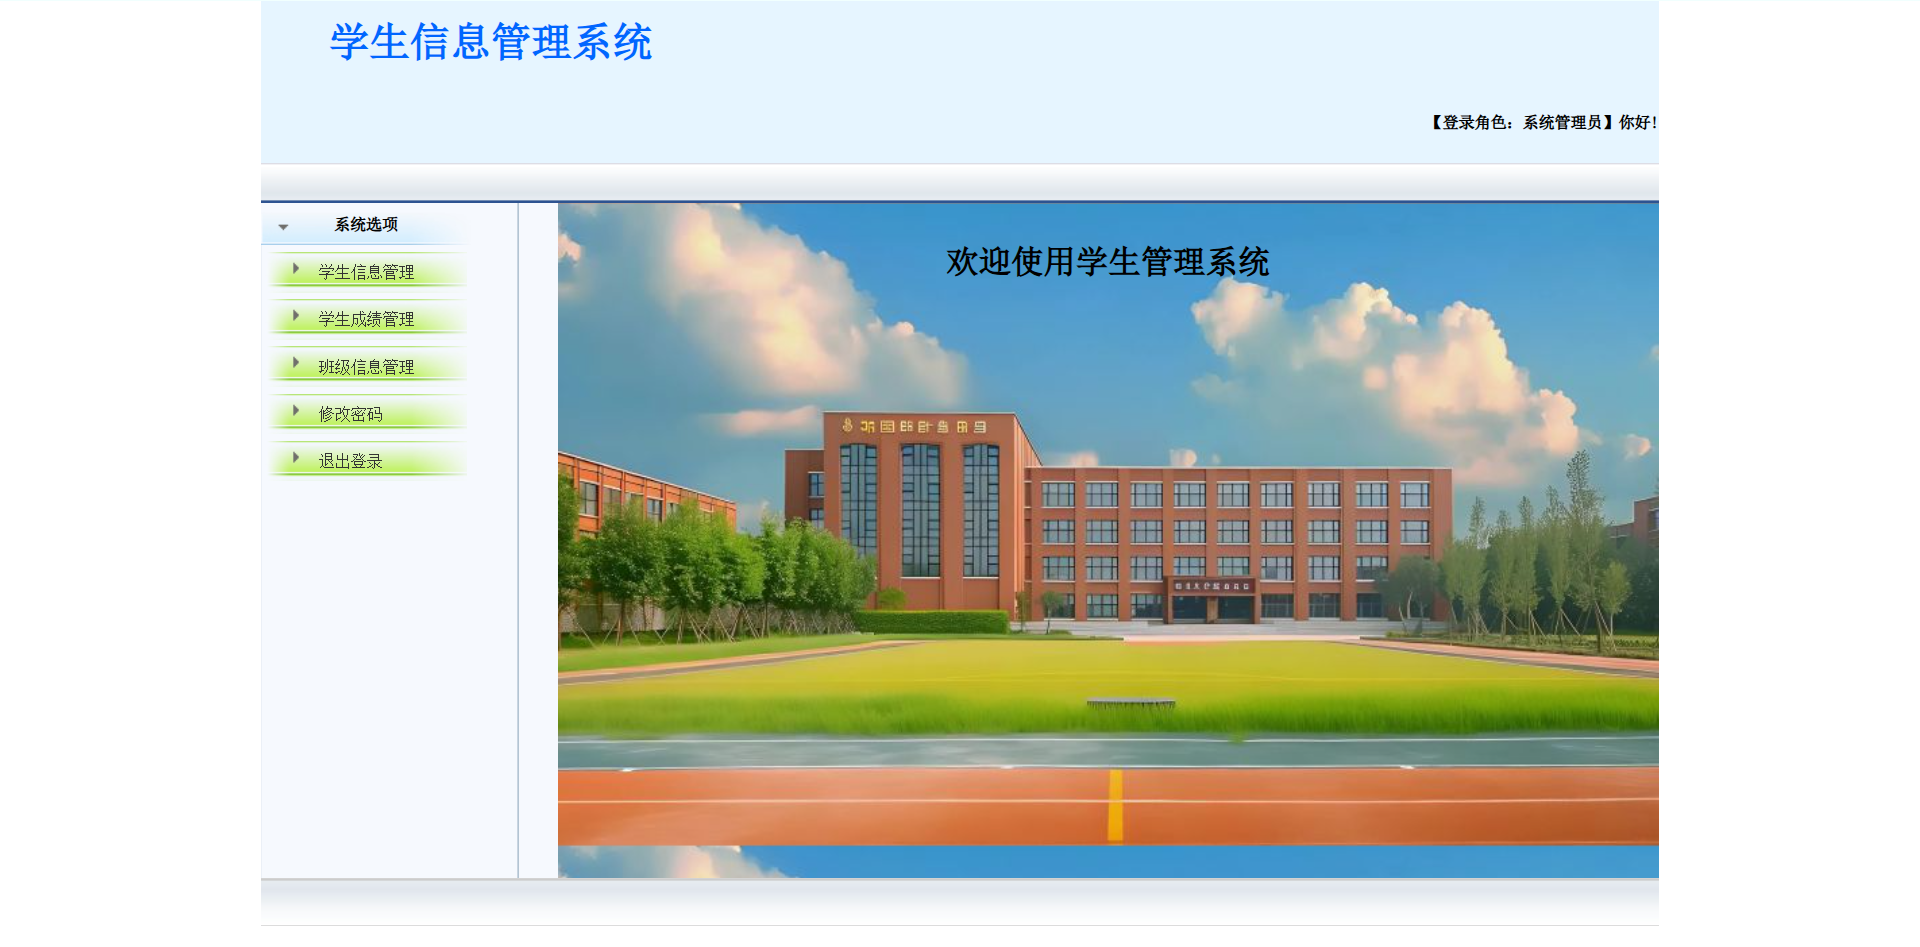 学生信息管理系统
【登录角色：系统管理员】你好！
系统选项
学生信息管理
学生成绩管理
班级信息管理
修改密码
退出登录
欢迎使用学生管理系统